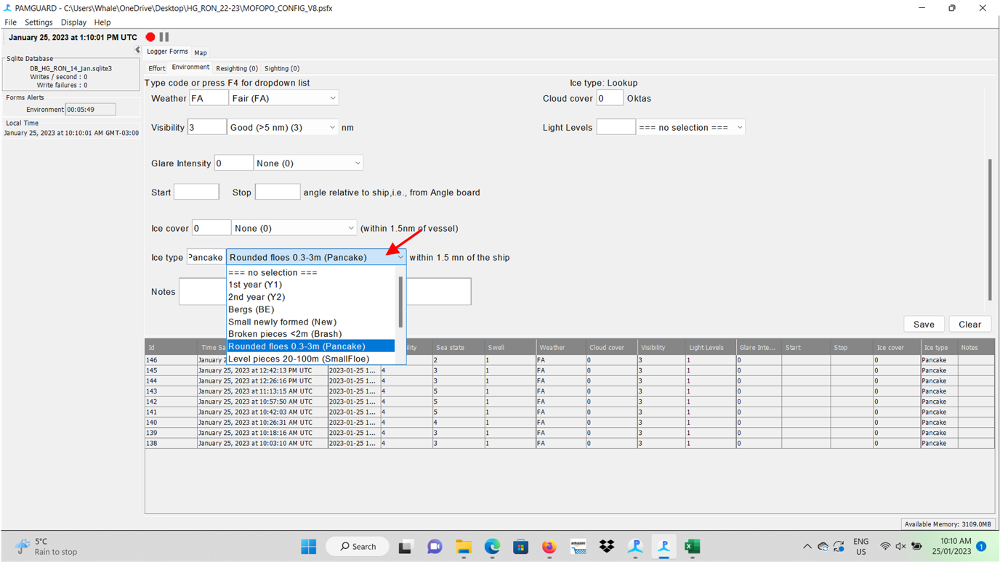 PAMGUARD - C:\Users\Whale\OneDrive\Desktop\HG_RON_22-23\MOFOPO_CONFIG_V8.psfx
File Settings Display Help
January 25, 2023 at 1:10:01 PM UTC
Logger Forms Map
Sqlite Database
DB_HG_RON_14_jan.sqlite3
Writes / second : 0
Write failures : 0
Forms Alerts
Environment 00:05:49
Local Time
January 25, 2023 at 10:10:01 AM GMT-03:00
Effort Environment Resighting (0) Sighting (0)
Type code or press F4 for dropdown list Ice type: Lookup
Weather FA Fair (FA) Cloud cover 0 Oktas
Visibility 3 Good (>5 nm) (3) nm Light Levels === no selection ===
Glare Intensity 0 None (0)
Start Stop angle relative to ship,i.e., from Angle board
Ice cover 0 None (0) (within 1.5nm of vessel)
Ice type Pancake Rounded floes 0.3-3m (Pancake) within 1.5 mn of the ship
=== no selection ===
1st year (Y1)
Notes
2nd year (Y2)
Bergs (BE)
Small newly formed (New)
Broken pieces <2m (Brash)
Rounded floes 0.3-3m (Pancake)
Level pieces 20-100m (SmallFloe)
Save Clear
Id Time Sa ility Sea state Swell Weather Cloud cover Visibility Light Levels Glare Inte... Start Stop Ice cover Ice type Notes
146 January 2 2 1 FA 0 3 1 0 0 Pancake
145 January 25, 2023 at 12:42:13 PM UTC 2023-01-25 1... 4 3 1 FA 0 3 1 0 0 Pancake
144 January 25, 2023 at 12:26:16 PM UTC 2023-01-25 1... 4 3 1 FA 0 3 1 0 0 Pancake
143 January 25, 2023 at 11:13:15 AM UTC 2023-01-25 1... 4 5 1 FA 0 3 1 0 0 Pancake
142 January 25, 2023 at 10:57:50 AM UTC 2023-01-25 1... 4 5 1 FA 0 3 1 0 0 Pancake
141 January 25, 2023 at 10:42:03 AM UTC 2023-01-25 1... 4 5 1 FA 0 3 1 0 0 Pancake
140 January 25, 2023 at 10:26:31 AM UTC 2023-01-25 1... 4 4 1 FA 0 3 1 0 0 Pancake
139 January 25, 2023 at 10:18:16 AM UTC 2023-01-25 1... 4 3 1 FA 0 3 1 0 0 Pancake
138 January 25, 2023 at 10:03:10 AM UTC 2023-01-25 1... 4 3 1 FA 0 3 1 0 0 Pancake
Available Memory: 3109.0MB
5°C
Rain to stop
Search
amazon
ENG
US
10:10 AM
25/01/2023
1